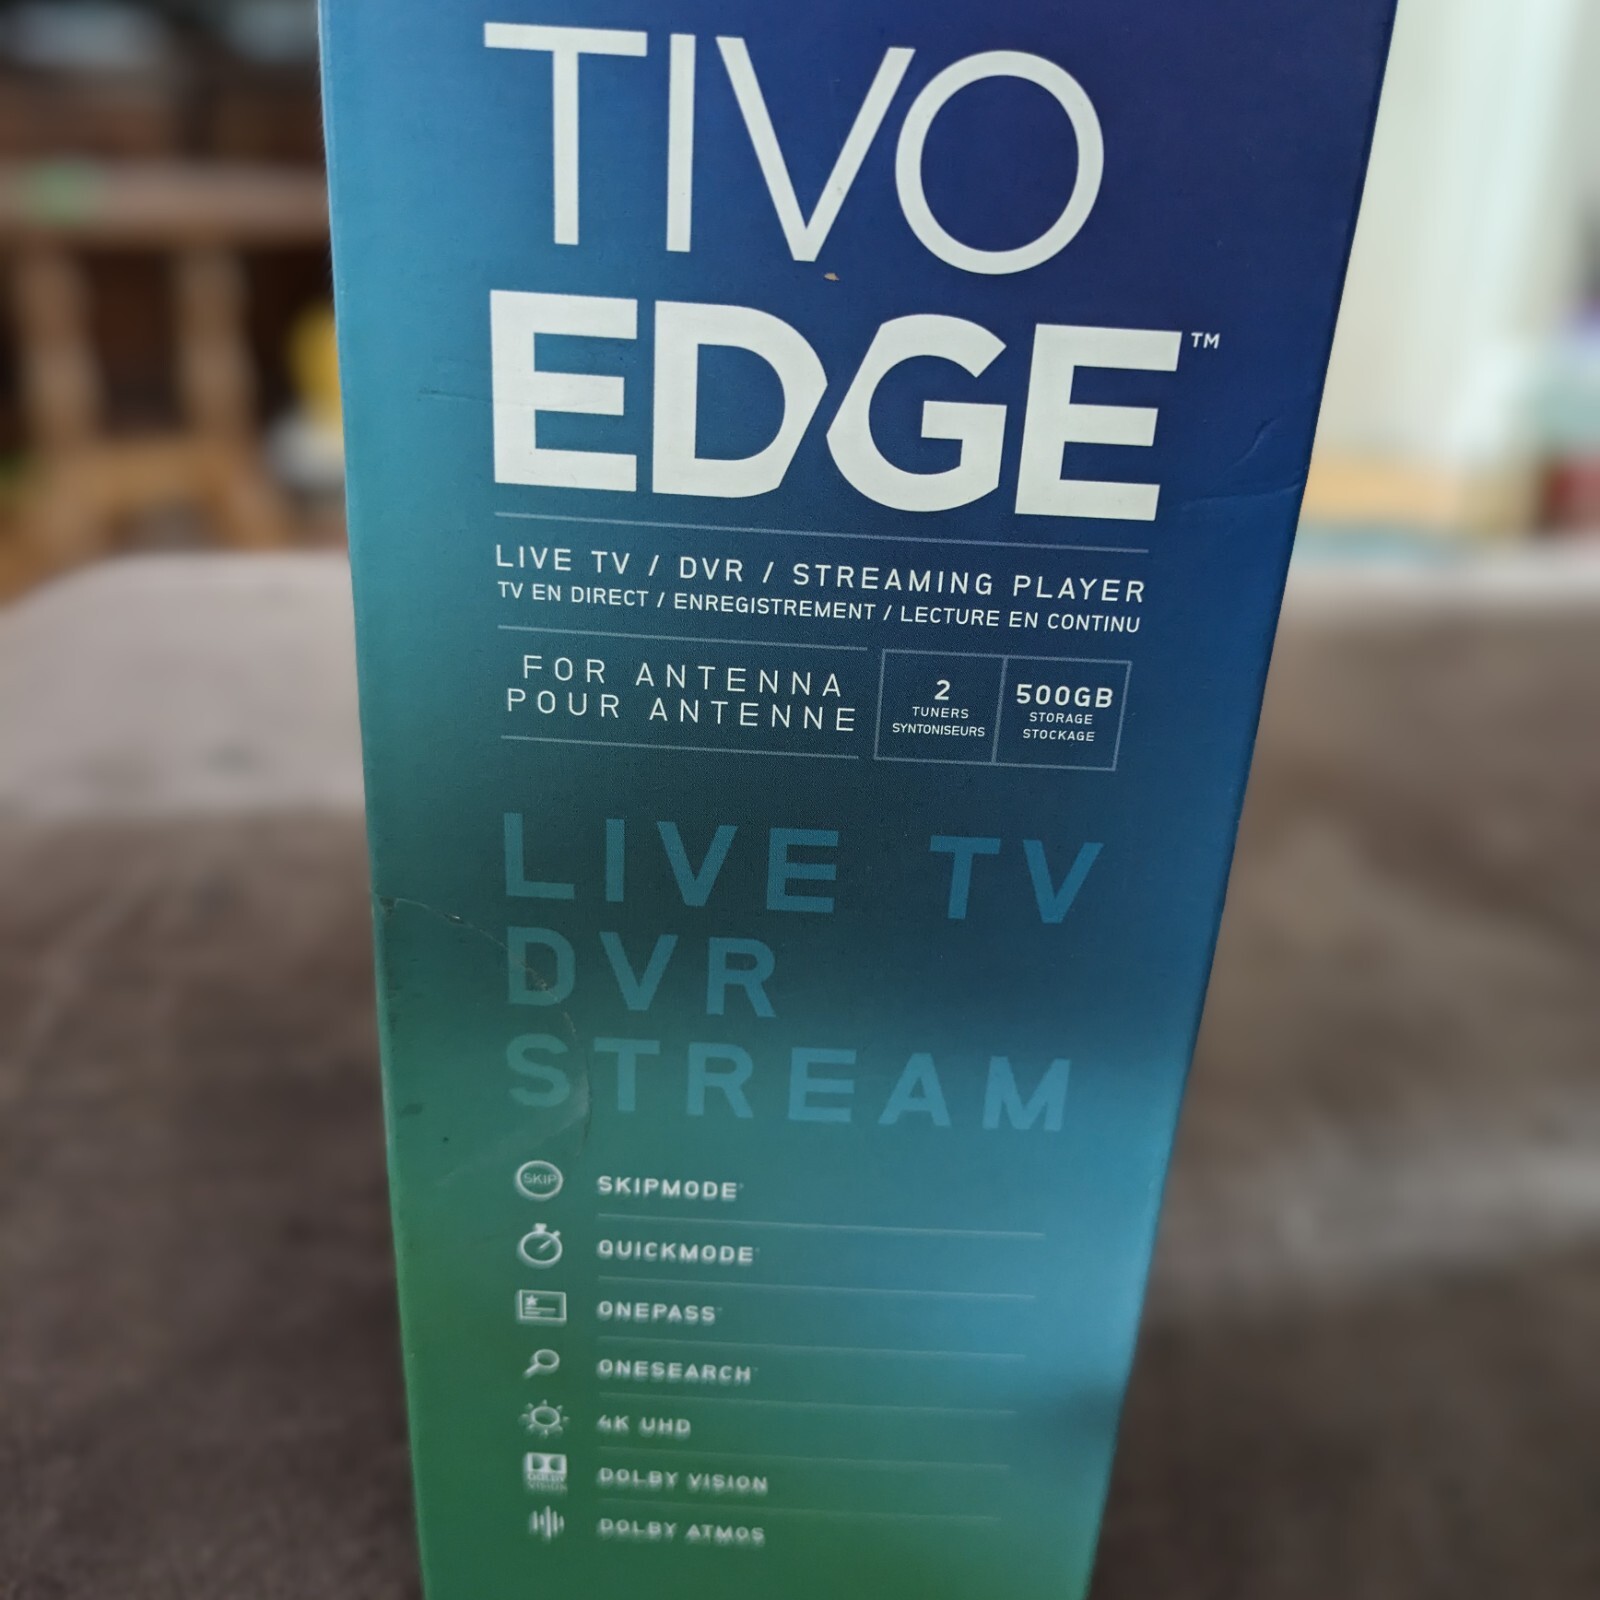 TIVO
EDGE™
LIVE TV / DVR / STREAMING PLAYER
TV EN DIRECT / ENREGISTREMENT / LECTURE EN CONTINU
FOR ANTENNA
POUR ANTENNE
2
TUNERS
SYNTONISEURS
500GB
STORAGE
STOCKAGE
LIVE TV
DVR
STREAM
SKIP SKIPMODE
QUICKMODE
ONEPASS
ONESEARCH
4K UHD
DOLBY VISION DOLBY VISION
DOLBY ATMOS